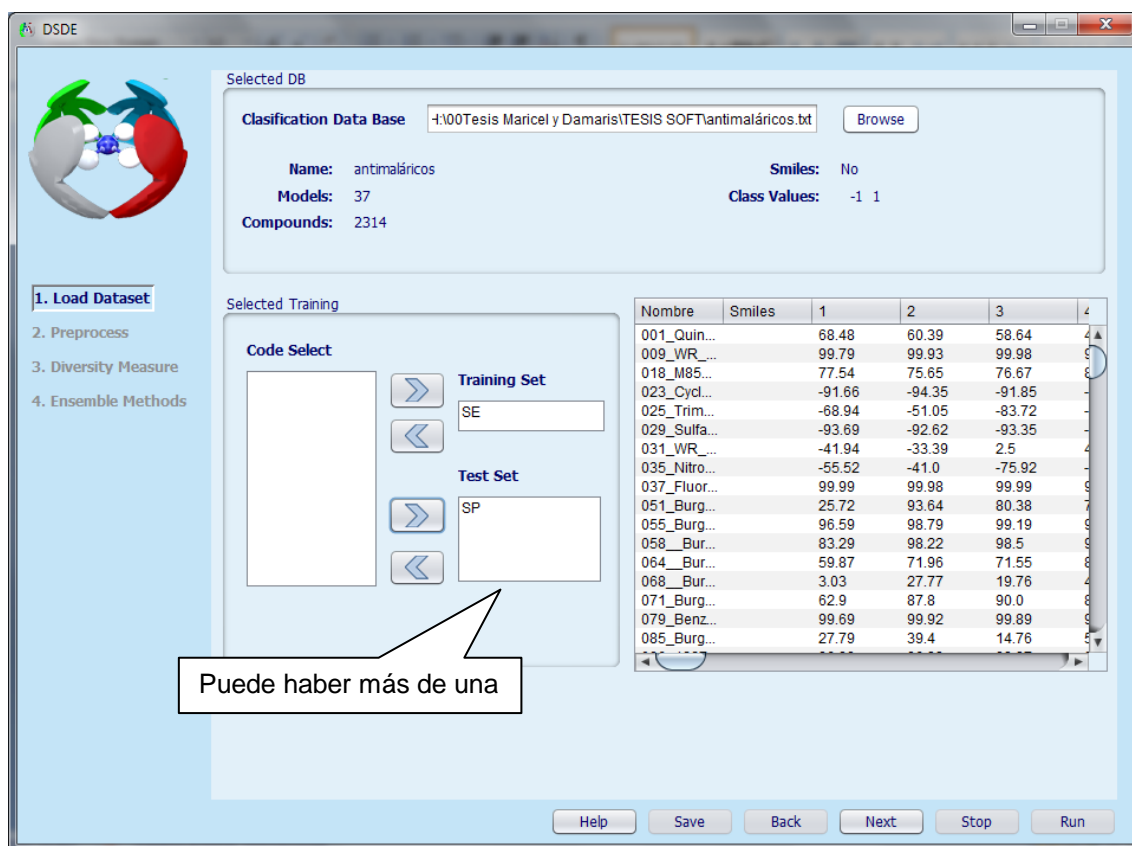 DSDE
Selected DB
Clasification Data Base
H:\00Tesis Maricel y Damaris\TESIS SOFT\antimaláricos.txt
Browse
Name: antimaláricos
Smiles: No
Models: 37
Class Values: -1 1
Compounds: 2314
1. Load Dataset
2. Preprocess
3. Diversity Measure
4. Ensemble Methods
Selected Training
Code Select
Training Set
SE
Test Set
SP
Puede haber más de una
Nombre Smiles 1 2 3 4
001_Quin... 68.48 60.39 58.64
009_WR_... 99.79 99.93 99.98
018_M85... 77.54 75.65 76.67
023_Cycl... -91.66 -94.35 -91.85
025_Trim... -68.94 -51.05 -83.72
029_Sulfa... -93.69 -92.62 -93.35
031_WR_... -41.94 -33.39 2.5
035_Nitro... -55.52 -41.0 -75.92
037_Fluor... 99.99 99.98 99.99
051_Burg... 25.72 93.64 80.38
055_Burg... 96.59 98.79 99.19
058__Bur... 83.29 98.22 98.5
064__Bur... 59.87 71.96 71.55
068__Bur... 3.03 27.77 19.76
071_Burg... 62.9 87.8 90.0
079_Benz... 99.69 99.92 99.89
085_Burg... 27.79 39.4 14.76
Help Save Back Next Stop Run